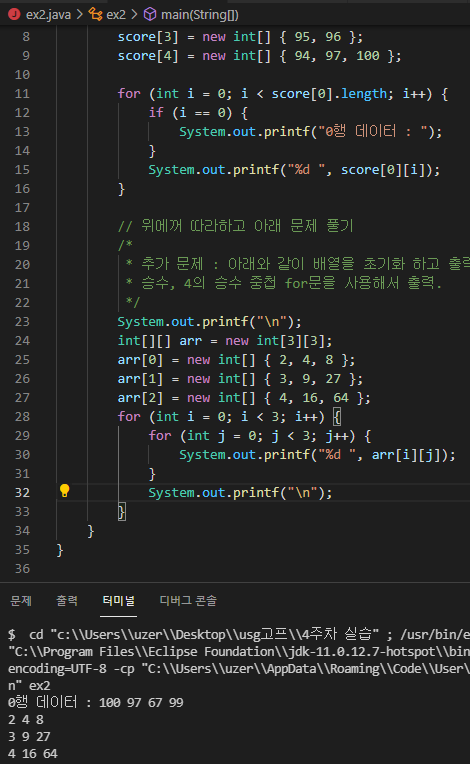 ex2.java > ex2 > main(String[])
8 score[3] = new int[] { 95, 96 };
9 score[4] = new int[] { 94, 97, 100 };
10
11 for (int i = 0; i < score[0].length; i++) {
12 if (i == 0) {
13 System.out.printf("0행 데이터 : ");
14 }
15 System.out.printf("%d ", score[0][i]);
16 }
17
18 // 위에꺼 따라하고 아래 문제 풀기
19 /*
20 * 추가 문제 : 아래와 같이 배열을 초기화 하고 출력
21 * 승수, 4의 승수 중첩 for문을 사용해서 출력.
22 */
23 System.out.printf("\n");
24 int[][] arr = new int[3][3];
25 arr[0] = new int[] { 2, 4, 8 };
26 arr[1] = new int[] { 3, 9, 27 };
27 arr[2] = new int[] { 4, 16, 64 };
28 for (int i = 0; i < 3; i++) {
29 for (int j = 0; j < 3; j++) {
30 System.out.printf("%d ", arr[i][j]);
31 }
32 System.out.printf("\n");
33 }
34 }
35 }
36
문제 출력 터미널 디버그 콘솔
$ cd "c:\\Users\\uzer\\Desktop\\usg고프\\4주차 실습" ; /usr/bin/e
"C:\\Program Files\\Eclipse Foundation\\jdk-11.0.12.7-hotspot\\bin
encoding=UTF-8 -cp "C:\\Users\\uzer\\AppData\\Roaming\\Code\\User\
n" ex2
0행 데이터 : 100 97 67 99
2 4 8
3 9 27
4 16 64